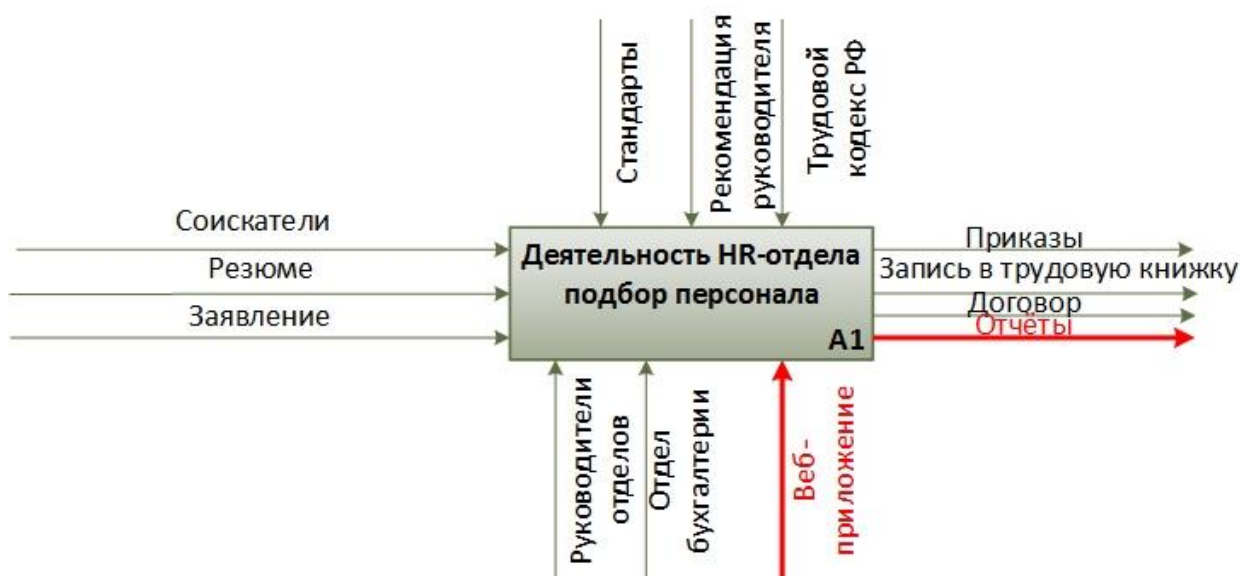 Стандарты
Рекомендация
руководителя
Трудовой
кодекс РФ
Соискатели
Резюме
Заявление
Деятельность HR-отдела
подбор персонала
A1
Приказы
Запись в трудовую книжку
Договор
Отчёты
Руководители
отделов
Отдел
бухгалтерии
Веб-
приложение